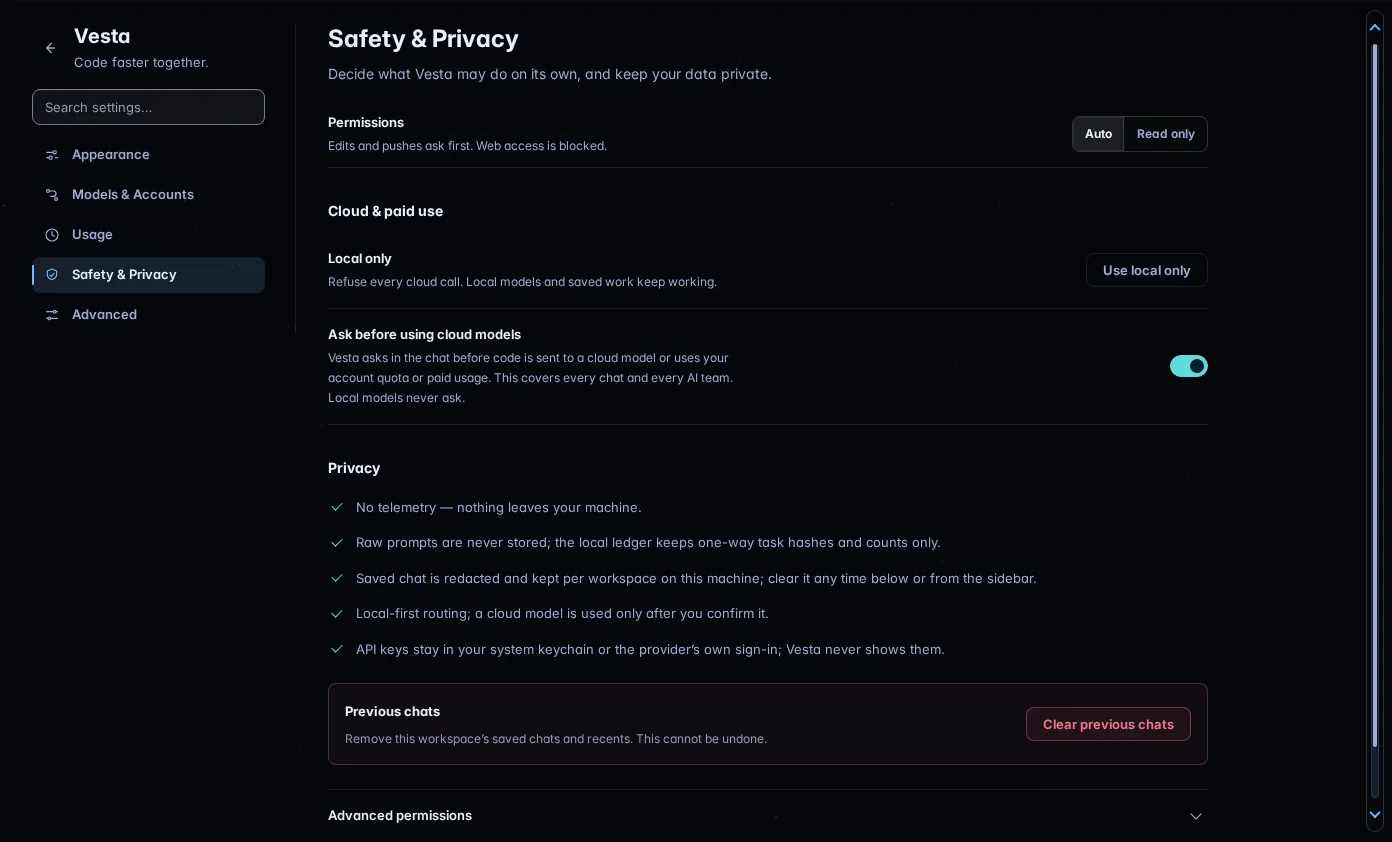 Vesta
Code faster together.
Search settings...
Appearance
Models & Accounts
Usage
Safety & Privacy
Advanced
Safety & Privacy
Decide what Vesta may do on its own, and keep your data private.
Permissions
Edits and pushes ask first. Web access is blocked.
Auto
Read only
Cloud & paid use
Local only
Refuse every cloud call. Local models and saved work keep working.
Use local only
Ask before using cloud models
Vesta asks in the chat before code is sent to a cloud model or uses your
account quota or paid usage. This covers every chat and every AI team.
Local models never ask.
Privacy
No telemetry — nothing leaves your machine.
Raw prompts are never stored; the local ledger keeps one-way task hashes and counts only.
Saved chat is redacted and kept per workspace on this machine; clear it any time below or from the sidebar.
Local-first routing; a cloud model is used only after you confirm it.
API keys stay in your system keychain or the provider’s own sign-in; Vesta never shows them.
Previous chats
Remove this workspace’s saved chats and recents. This cannot be undone.
Clear previous chats
Advanced permissions